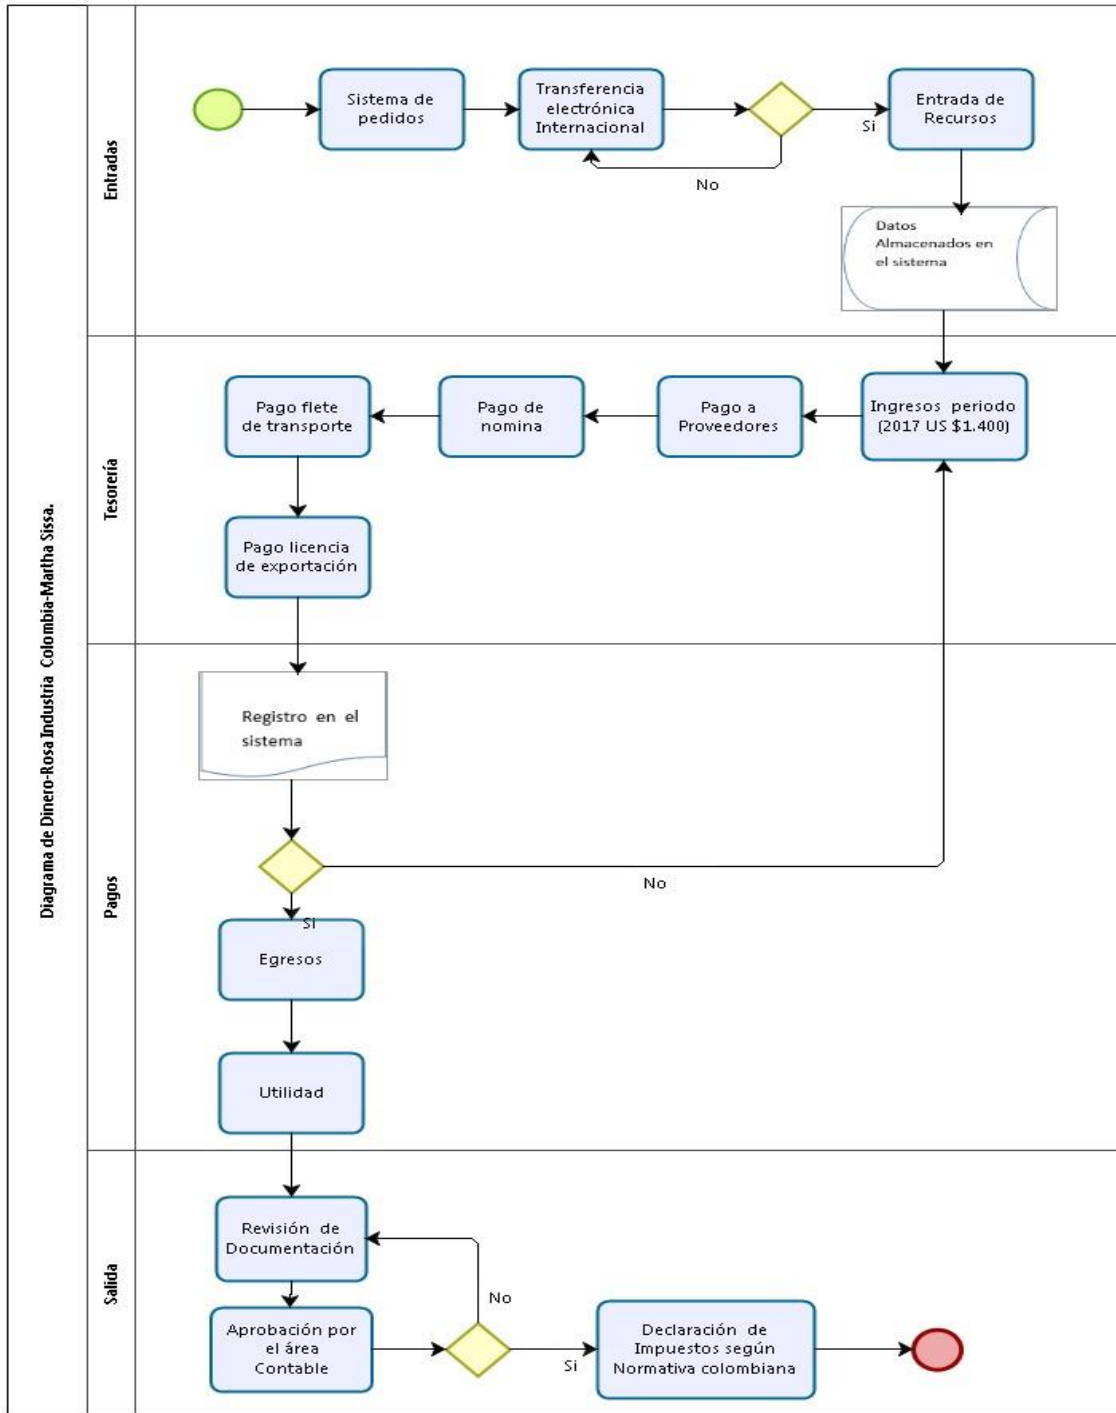 Diagrama de Dinero-Rosa Industria Colombia-Martha Sissa.
Entradas
Sistema de
pedidos
Transferencia
electrónica
Internacional
Si
No
Entrada de
Recursos
Datos
Almacenados en
el sistema
Tesorería
Pago flete
de transporte
Pago de
nomina
Pago a
Proveedores
Ingresos periodo
(2017 US $1.400)
Pago licencia
de exportación
Pagos
Registro en el
sistema
No
Si
Egresos
Utilidad
Salida
Revisión de
Documentación
No
Aprobación por
el área
Contable
Si
Declaración de
Impuestos según
Normativa colombiana